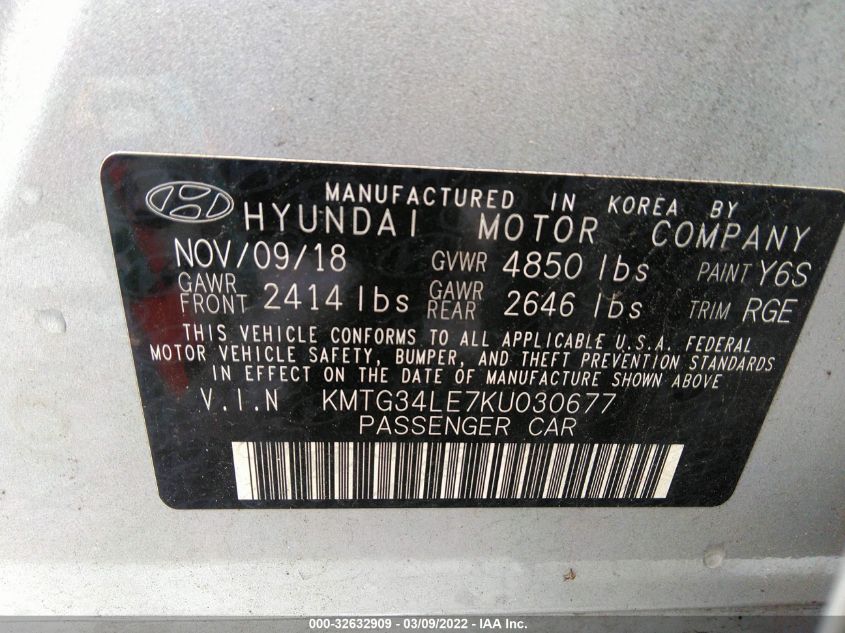 MANUFACTURED IN KOREA BY
HYUNDAI MOTOR COMPANY
NOV/09/18 GVWR 4850 lbs PAINT Y6S
GAWR FRONT 2414 lbs GAWR REAR 2646 lbs TRIM RGE
THIS VEHICLE CONFORMS TO ALL APPLICABLE U.S.A. FEDERAL
MOTOR VEHICLE SAFETY, BUMPER, AND THEFT PREVENTION STANDARDS
IN EFFECT ON THE DATE OF MANUFACTURE SHOWN ABOVE
V.I.N KMTG34LE7KU030677
PASSENGER CAR
000-32632909 - 03/09/2022 - IAA Inc.